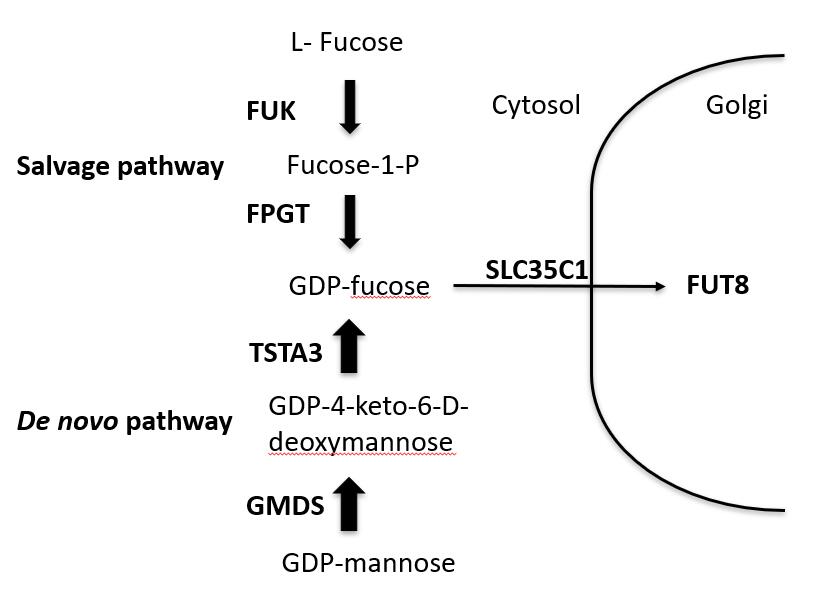 L- Fucose
FUK
Cytosol
Golgi
Salvage pathway
Fucose-1-P
FPGT
GDP-fucose
SLC35C1
FUT8
TSTA3
De novo pathway
GDP-4-keto-6-D-
deoxymannose
GMDS
GDP-mannose